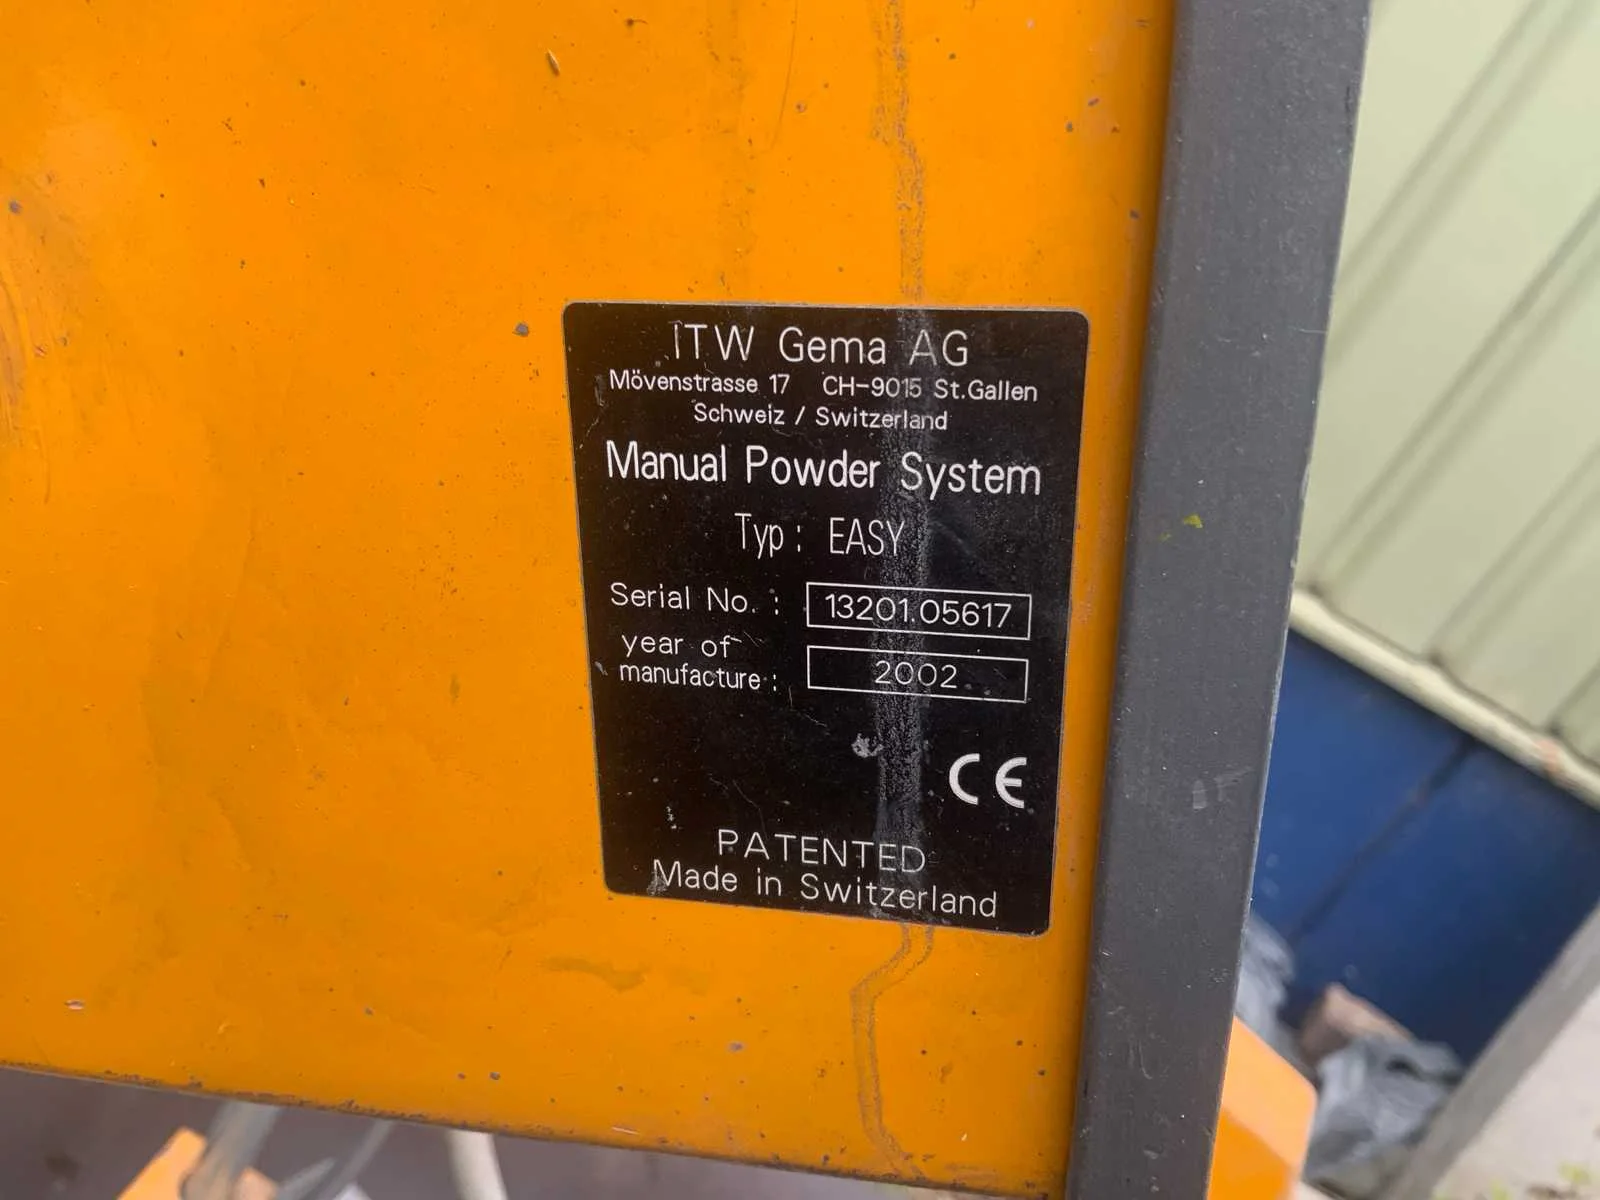 ITW Gema AG
Mövenstrasse 17 CH-9015 St.Gallen
Schweiz / Switzerland
Manual Powder System
Typ : EASY
Serial No. : 13201.05617
year of
manufacture : 2002
CE
PATENTED
Made in Switzerland